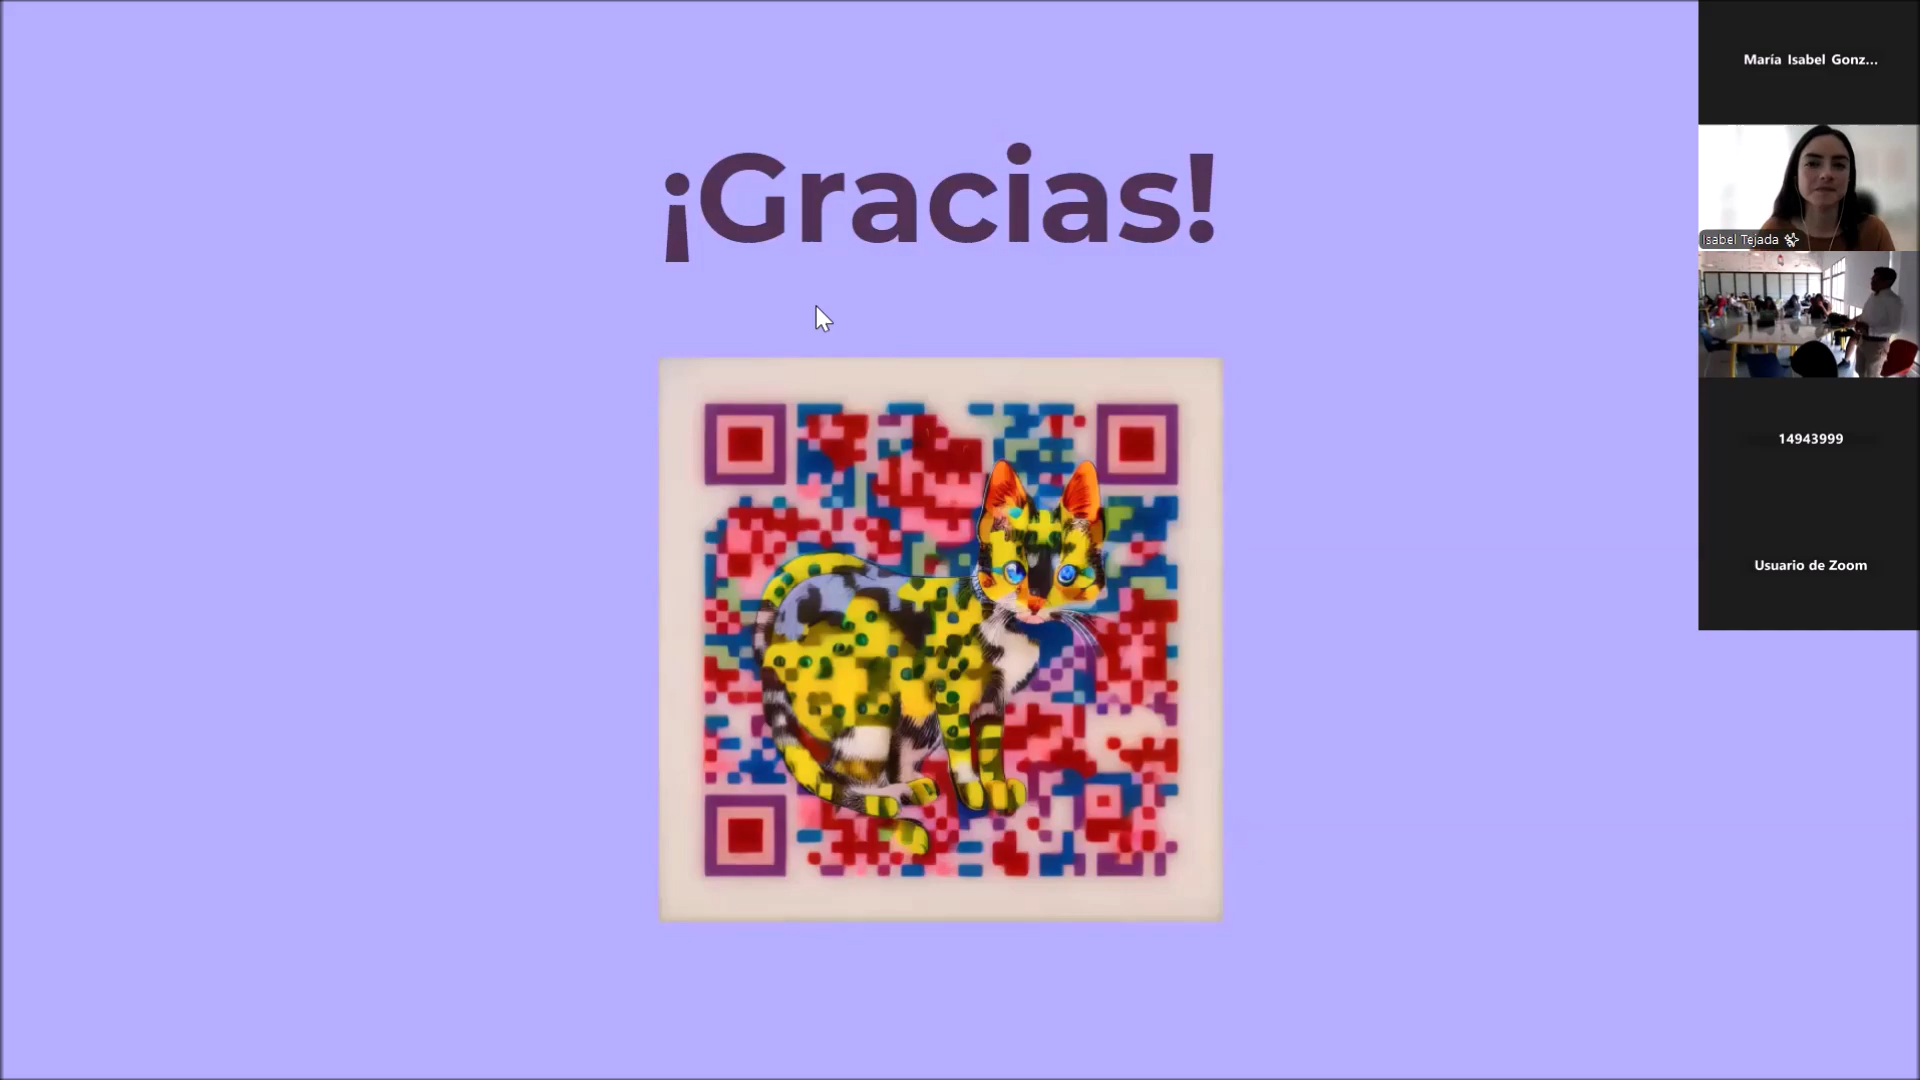 ¡Gracias!
María Isabel Gonz...
Isabel Tejada
14943999
Usuario de Zoom